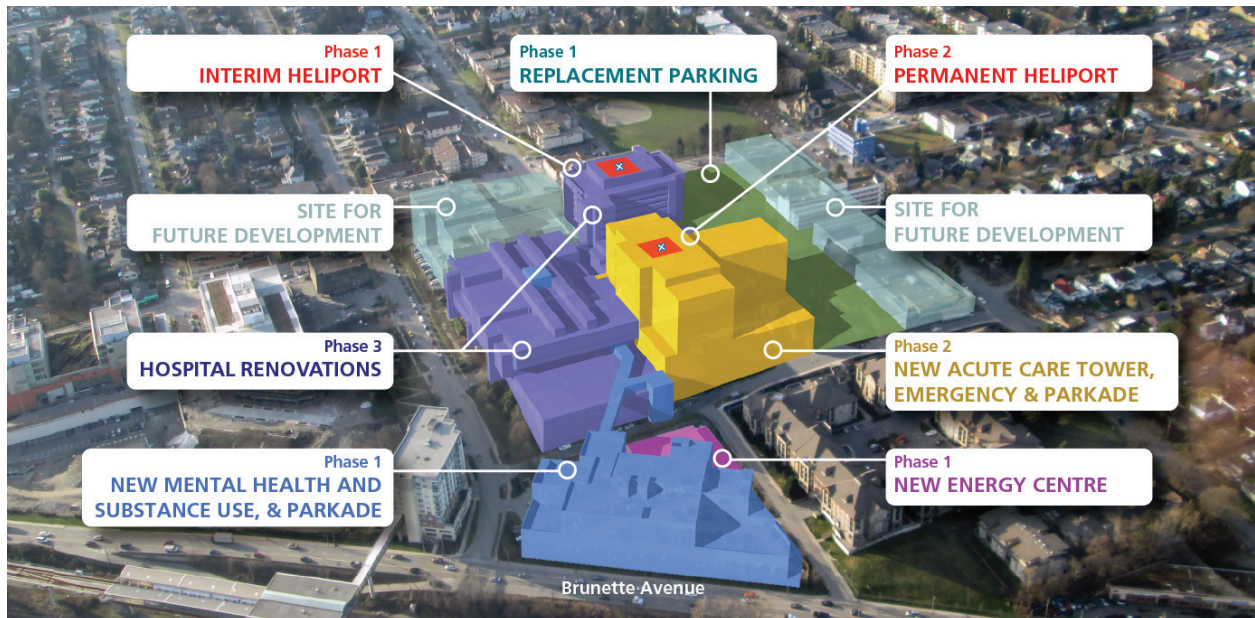 Phase 1
INTERIM HELIPORT
Phase 1
REPLACEMENT PARKING
Phase 2
PERMANENT HELIPORT
SITE FOR
FUTURE DEVELOPMENT
SITE FOR
FUTURE DEVELOPMENT
Phase 3
HOSPITAL RENOVATIONS
Phase 2
NEW ACUTE CARE TOWER,
EMERGENCY & PARKADE
Phase 1
NEW MENTAL HEALTH AND
SUBSTANCE USE, & PARKADE
Phase 1
NEW ENERGY CENTRE
Brunette Avenue